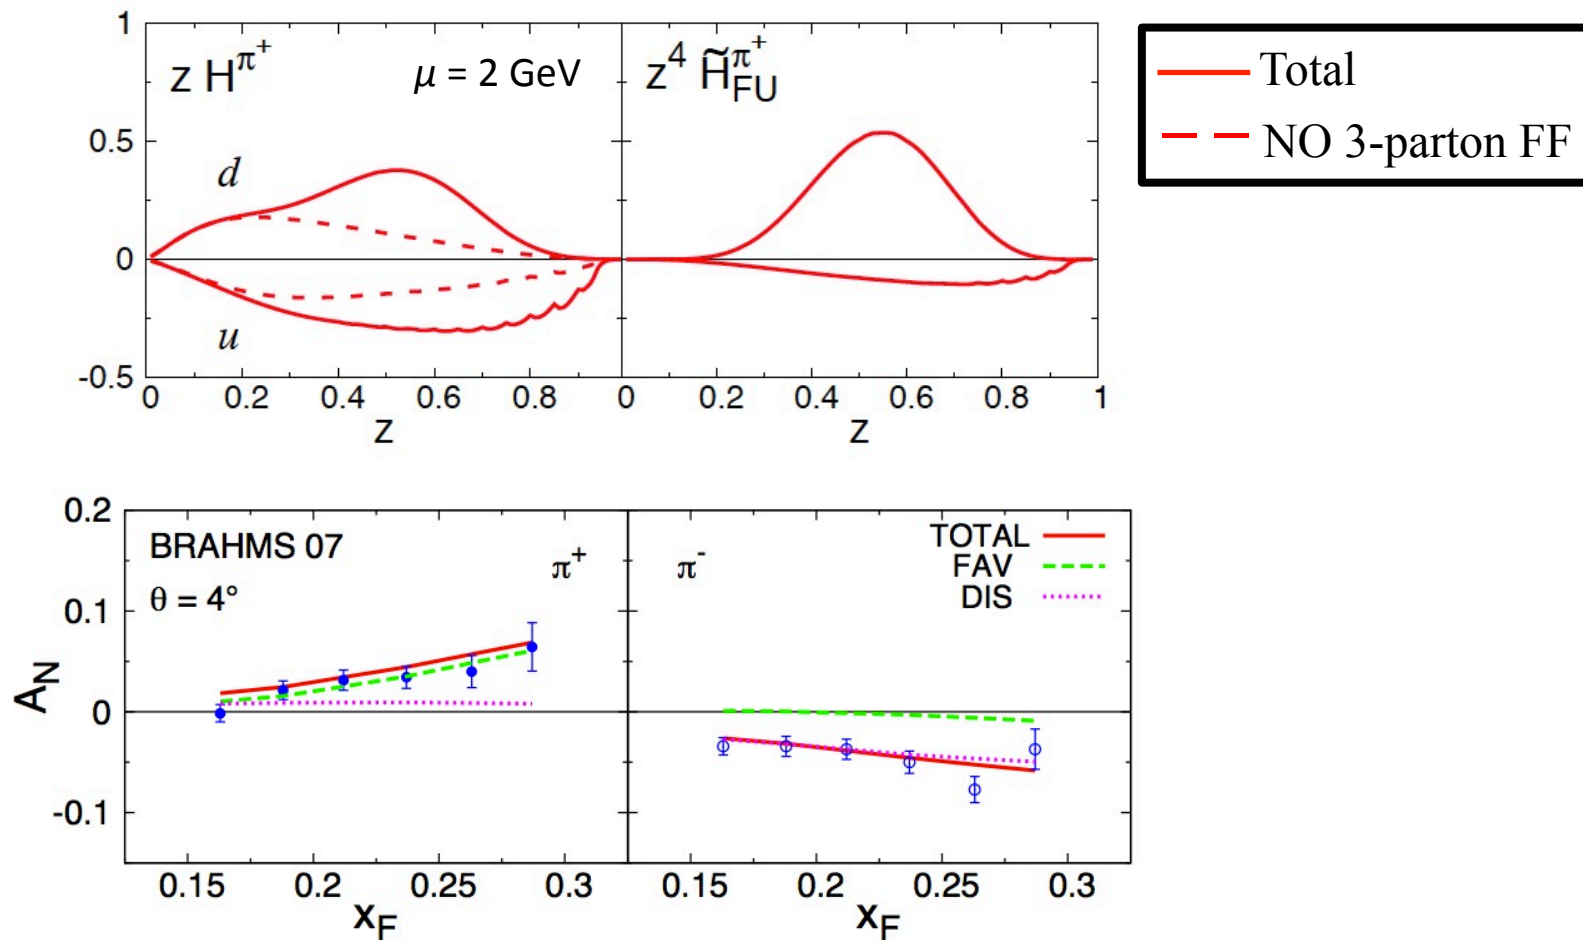 1
0.5
0
-0.5
z H^{π^+}
μ = 2 GeV
d
u
0 0.2 0.4 0.6 0.8
z
z^4 H̃_{FU}^{π^+}
0 0.2 0.4 0.6 0.8 1
z
Total
NO 3-parton FF
0.2
0.1
0
-0.1
A_N
BRAHMS 07
θ = 4°
π^+
0.15 0.2 0.25 0.3
x_F
π^-
TOTAL
FAV
DIS
0.15 0.2 0.25 0.3
x_F